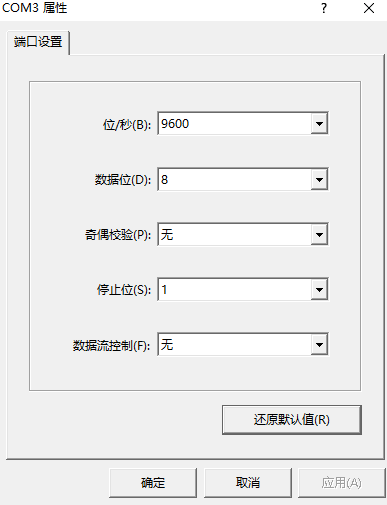 COM3 属性
端口设置
位/秒(B): 9600
数据位(D): 8
奇偶校验(P): 无
停止位(S): 1
数据流控制(F): 无
还原默认值(R)
确定 取消 应用(A)